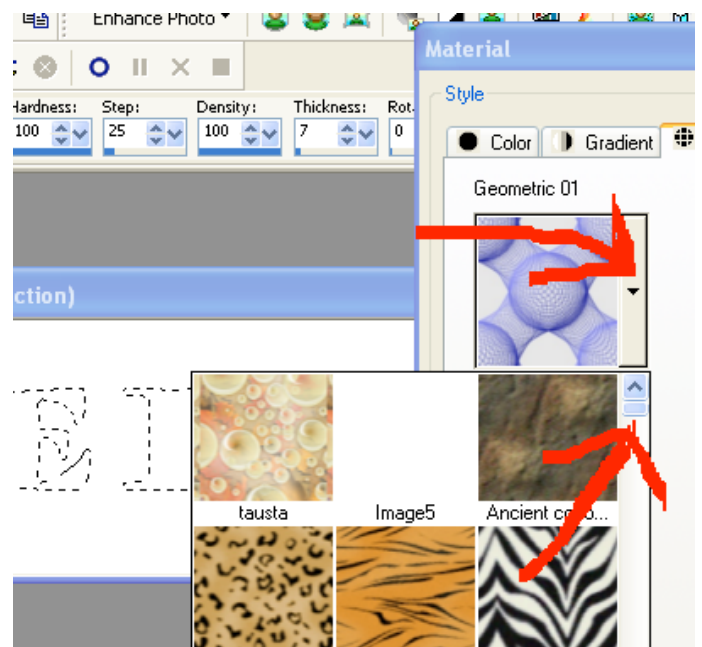 Enhance Photo
Material
Hardness: Step: Density: Thickness: Rot
100 25 100 7 0
Style
Color Gradient
Geometric 01
ction)
tausta Image5 Ancient